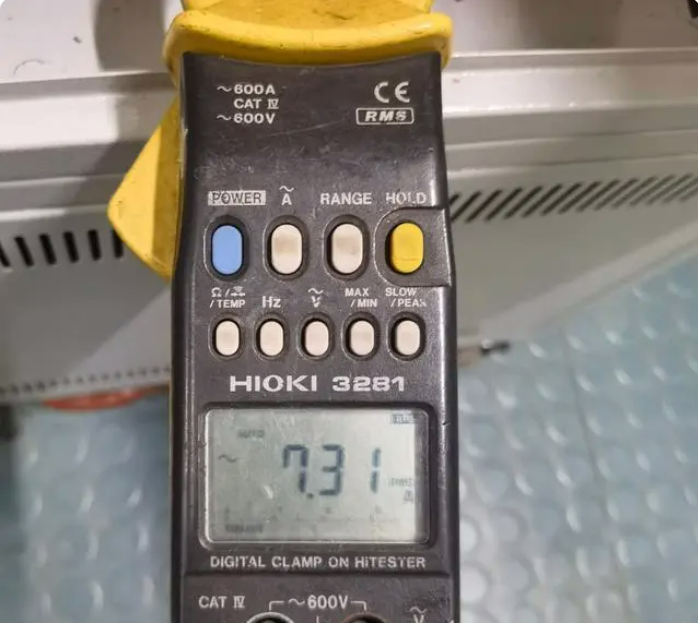 ~600A
CAT Ⅳ
~600V
CE
RMS
POWER
~
A
RANGE
HOLD
Ω/
/TEMP
Hz
~
V
MAX
/MIN
SLOW
/PEAK
HIOKI 3281
AUTO
~ 7.31
A
DIGITAL CLAMP ON HiTESTER
CAT Ⅳ
~600V
~
V